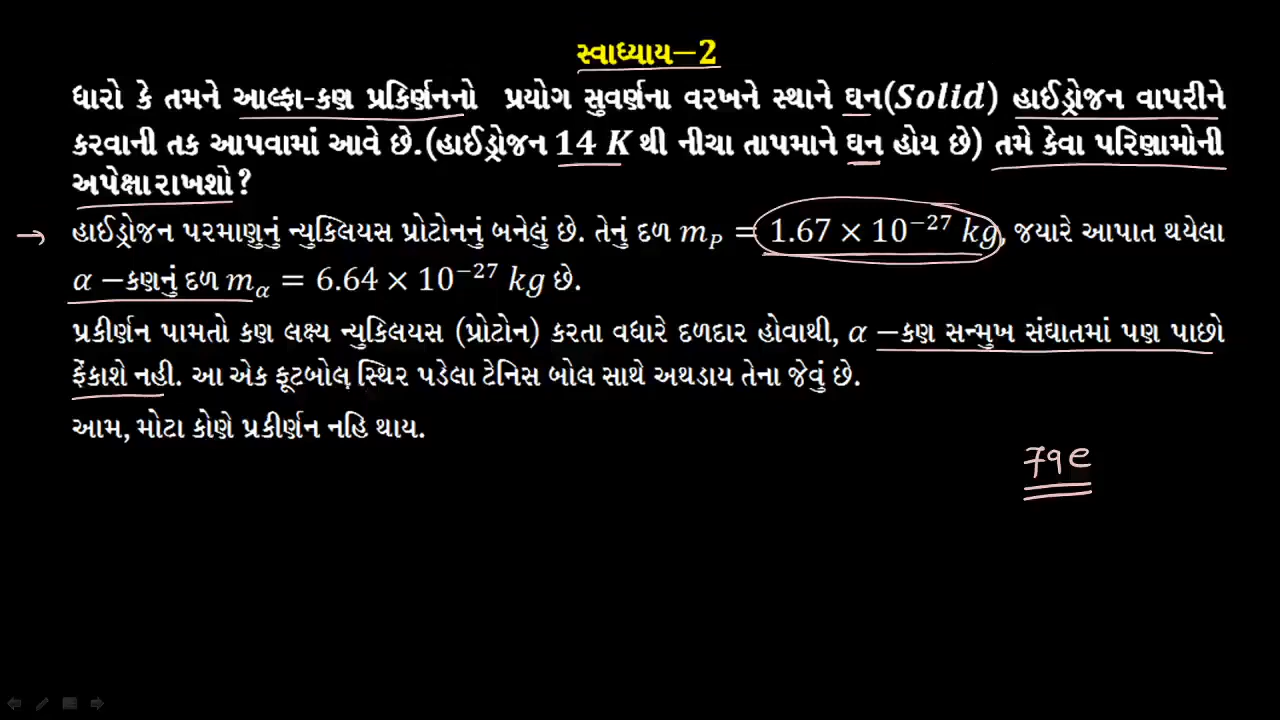 સ્વાધ્યાય−2
ધારો કે તમને આલ્ફા-કણ પ્રકિર્ણનનો પ્રયોગ સુવર્ણના વરખને સ્થાને ઘન(Solid) હાઈડ્રોજન વાપરીને
કરવાની તક આપવામાં આવે છે.(હાઈડ્રોજન 14 K થી નીચા તાપમાને ઘન હોય છે) તમે કેવા પરિણામોની
અપેક્ષા રાખશો?
→ હાઈડ્રોજન પરમાણુનું ન્યુકિલયસ પ્રોટોનનું બનેલું છે. તેનું દળ m_P = 1.67 × 10⁻²⁷ kg, જયારે આપાત થયેલા
α −કણનું દળ m_α = 6.64 × 10⁻²⁷ kg છે.
પ્રકીર્ણન પામતો કણ લક્ષ્ય ન્યુકિલયસ (પ્રોટોન) કરતા વધારે દળદાર હોવાથી, α −કણ સન્મુખ સંઘાતમાં પણ પાછો
ફેંકાશે નહી. આ એક ફૂટબોલ સ્થિર પડેલા ટેનિસ બોલ સાથે અથડાય તેના જેવું છે.
આમ, મોટા કોણે પ્રકીર્ણન નહિ થાય.
79e